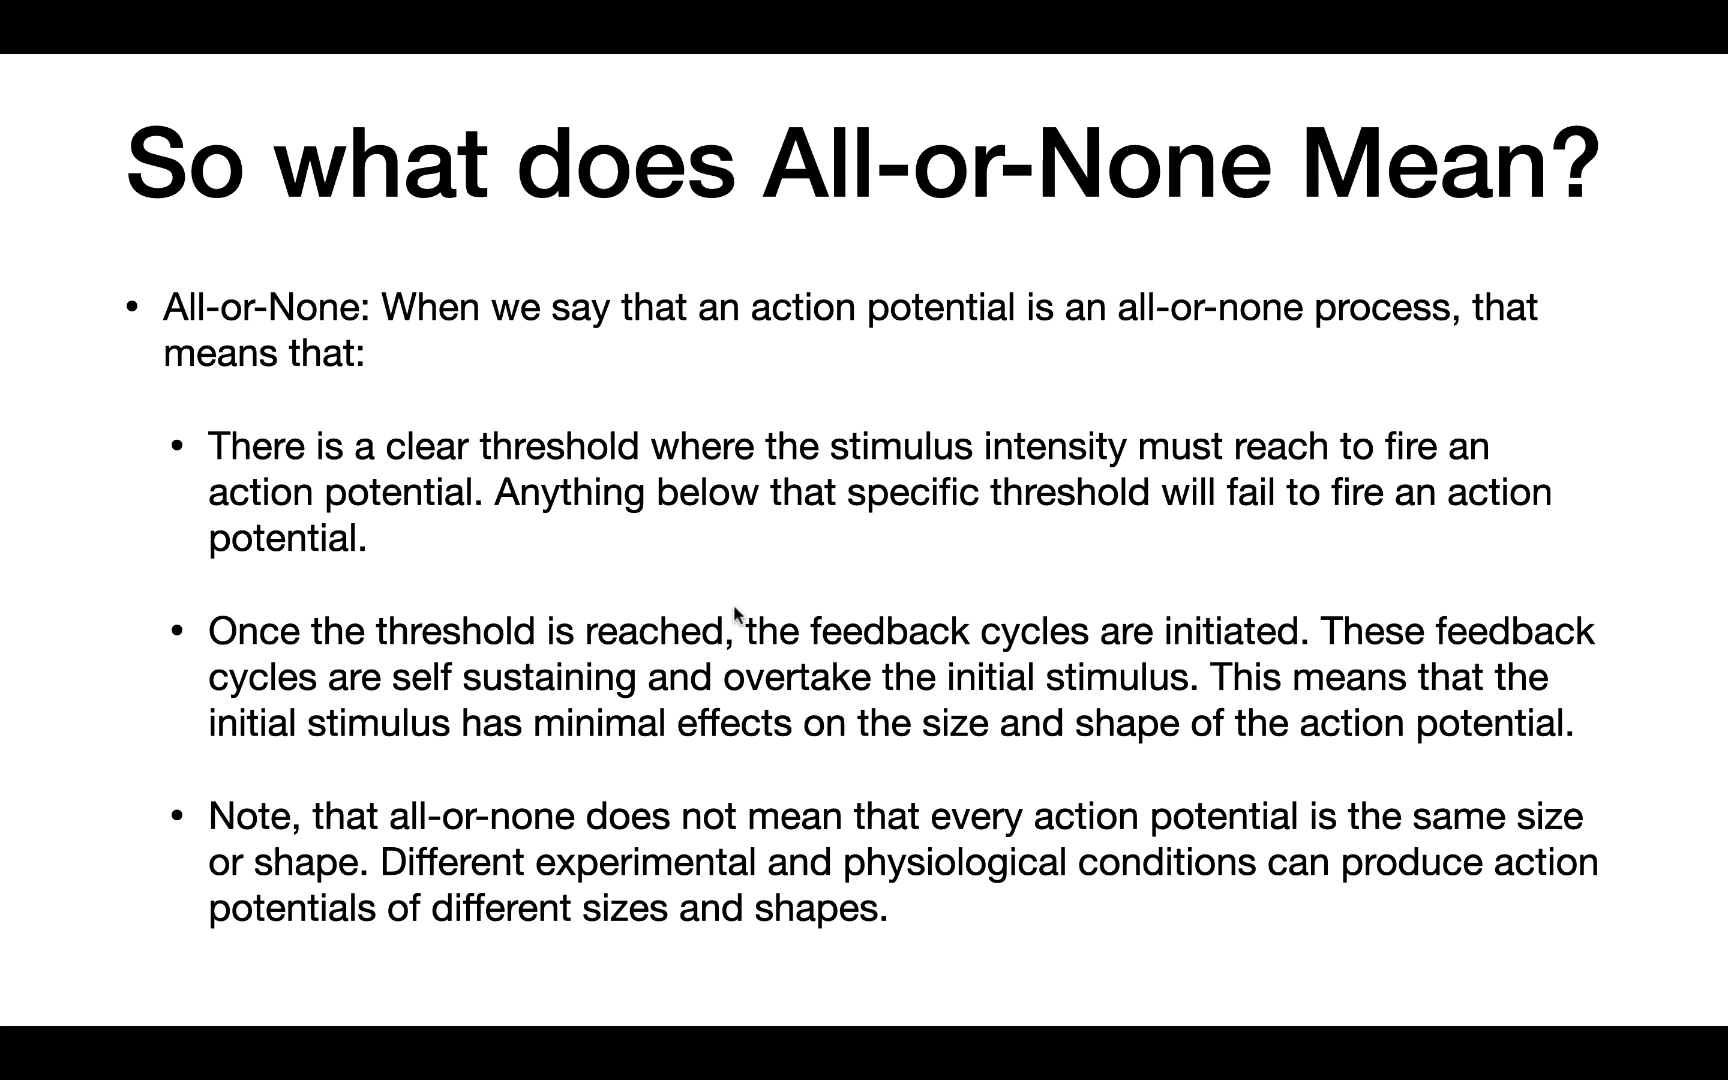 So what does All-or-None Mean?
• All-or-None: When we say that an action potential is an all-or-none process, that
means that:
• There is a clear threshold where the stimulus intensity must reach to fire an
action potential. Anything below that specific threshold will fail to fire an action
potential.
• Once the threshold is reached, the feedback cycles are initiated. These feedback
cycles are self sustaining and overtake the initial stimulus. This means that the
initial stimulus has minimal effects on the size and shape of the action potential.
• Note, that all-or-none does not mean that every action potential is the same size
or shape. Different experimental and physiological conditions can produce action
potentials of different sizes and shapes.